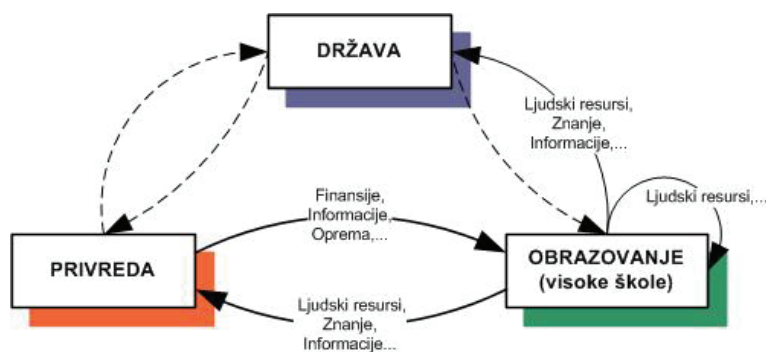 DRŽAVA
Ljudski resursi,
Znanje,
Informacije,...
Ljudski resursi,...
Finansije,
Informacije,
Oprema,...
PRIVREDA
OBRAZOVANJE
(visoke škole)
Ljudski resursi,
Znanje,
Informacije...